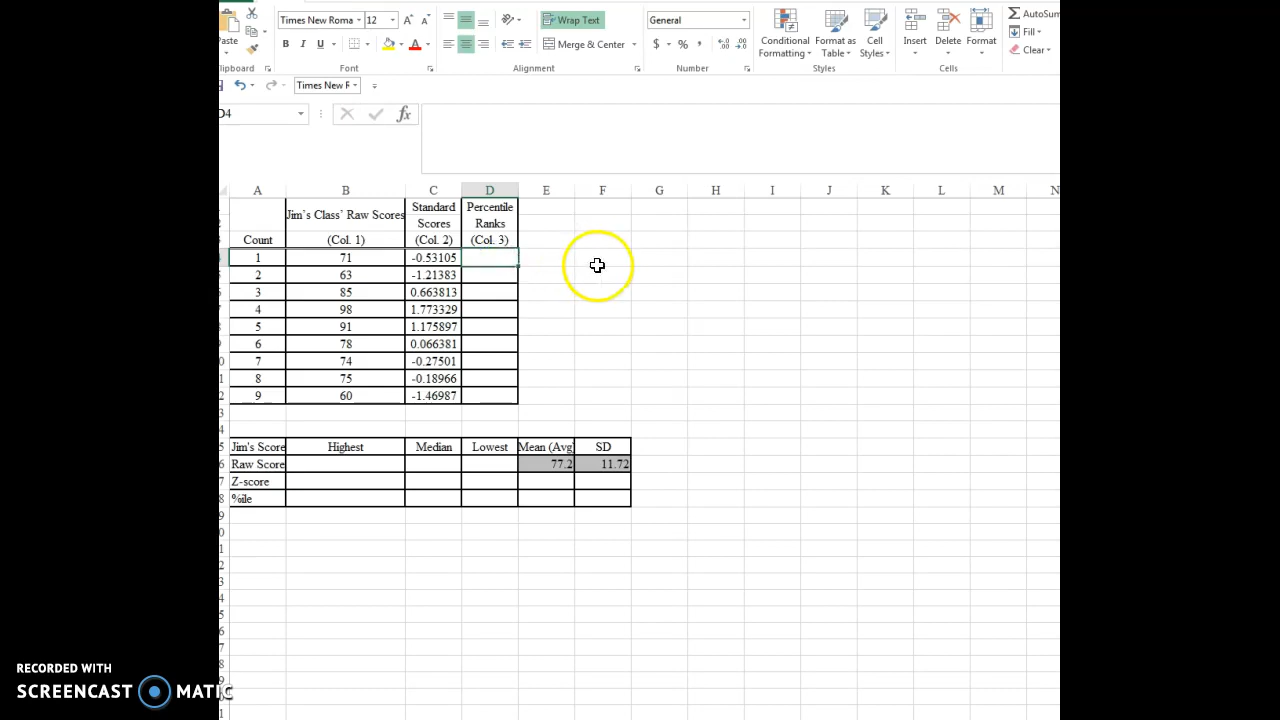 AutoSum
Times New Roma 12 A A Wrap Text General Fill
Paste B I U Merge & Center $ % , Conditional Formatting Format as Table Cell Styles Insert Delete Format Clear
lipboard Font Alignment Number Styles Cells
Times New F
D4 fx
A B C D E F G H I J K L M N
Jim's Class' Raw Scores Standard Scores Percentile Ranks
Count (Col. 1) (Col. 2) (Col. 3)
1 71 -0.53105
2 63 -1.21383
3 85 0.663813
4 98 1.773329
5 91 1.175897
6 78 0.066381
7 74 -0.27501
8 75 -0.18966
9 60 -1.46987
Jim's Score Highest Median Lowest Mean (Avg SD
Raw Score 77.2 11.72
Z-score
%ile
RECORDED WITH
SCREENCAST MATIC